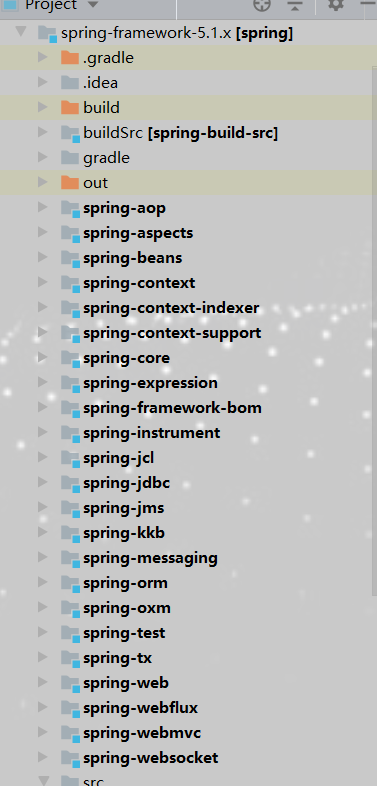 Project
spring-framework-5.1.x [spring]
.gradle
.idea
build
buildSrc [spring-build-src]
gradle
out
spring-aop
spring-aspects
spring-beans
spring-context
spring-context-indexer
spring-context-support
spring-core
spring-expression
spring-framework-bom
spring-instrument
spring-jcl
spring-jdbc
spring-jms
spring-kkb
spring-messaging
spring-orm
spring-oxm
spring-test
spring-tx
spring-web
spring-webflux
spring-webmvc
spring-websocket
src